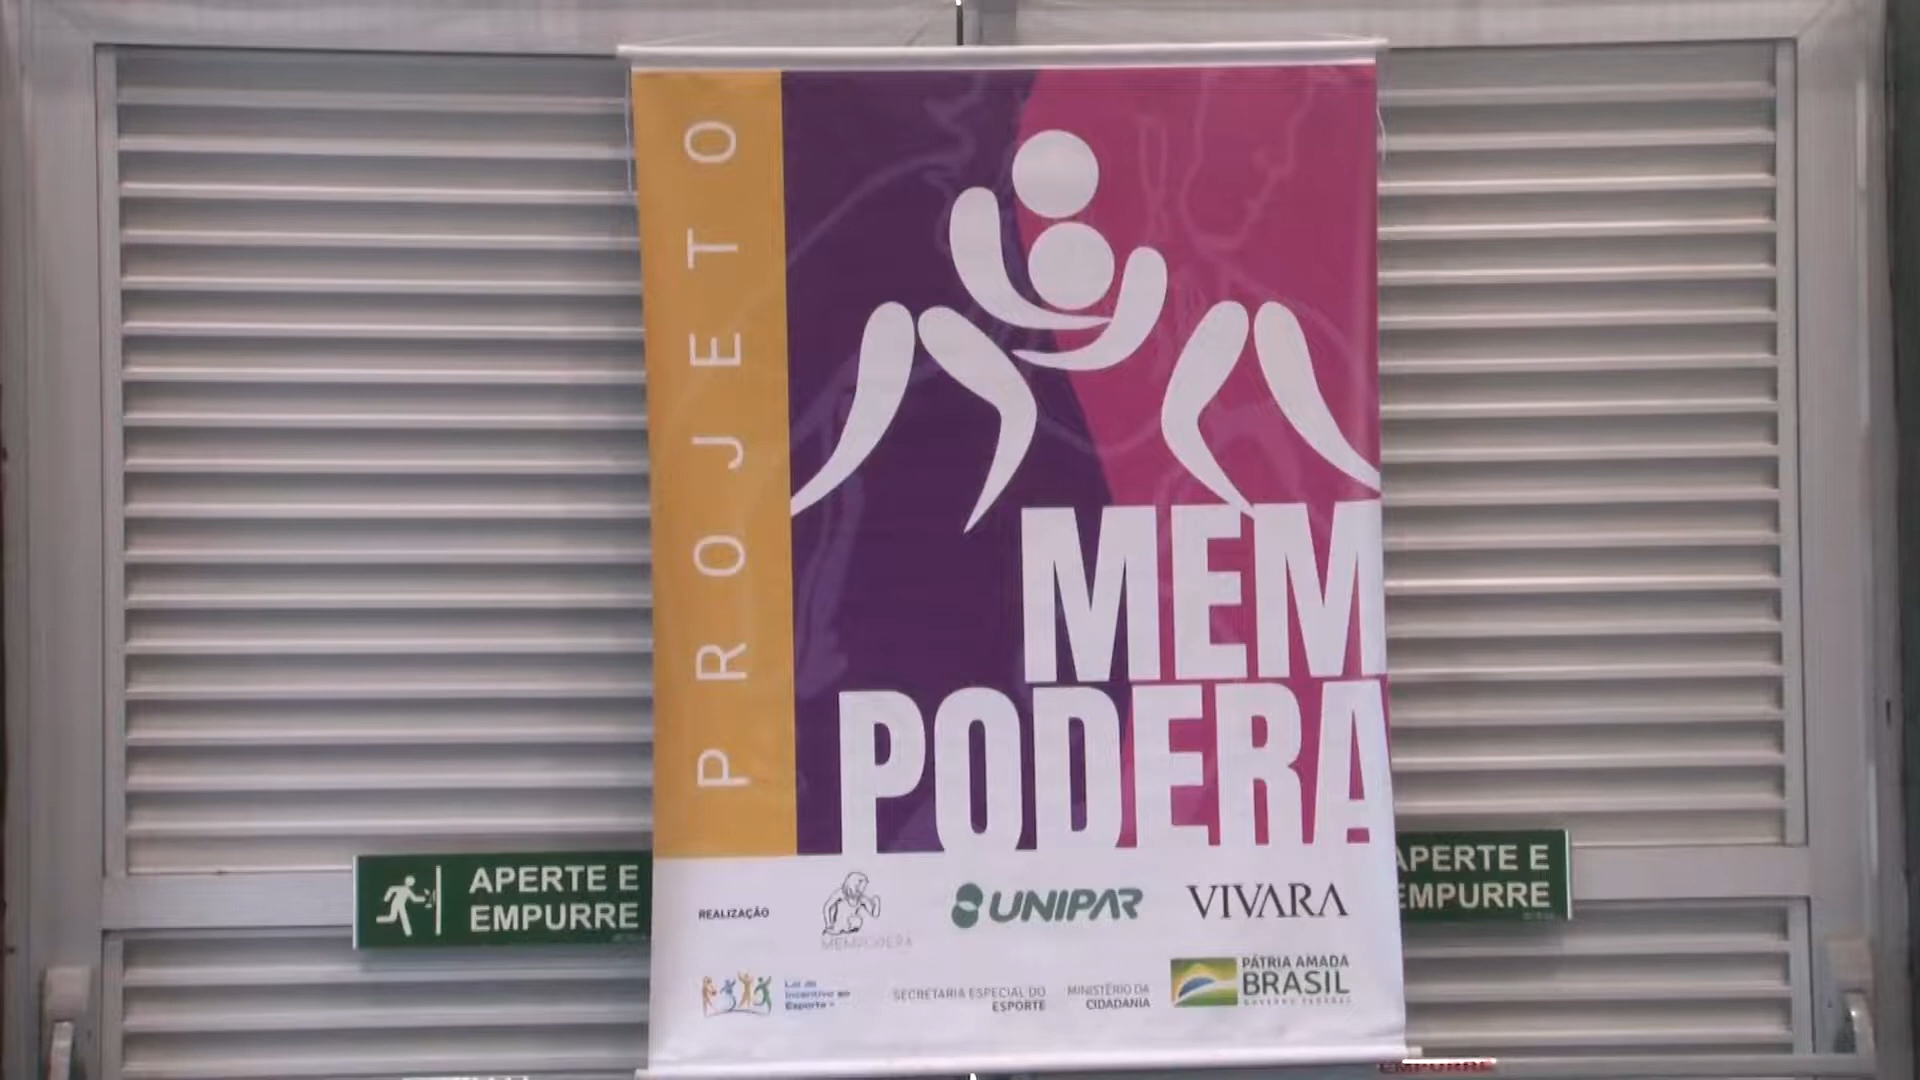 PROJETO
MEM
PODERA
APERTE E
EMPURRE
APERTE E
EMPURRE
REALIZAÇÃO
MEMPODERA
UNIPAR
VIVARA
Lei de
Incentivo ao
Esporte
SECRETARIA ESPECIAL DO
ESPORTE
MINISTÉRIO DA
CIDADANIA
PÁTRIA AMADA
BRASIL
GOVERNO FEDERAL
EMPURRE